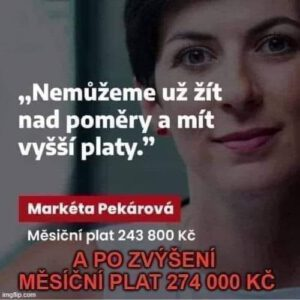 „Nemůžeme už žít
nad poměry a mít
vyšší platy.”
Markéta Pekárová
Měsíční plat 243 800 Kč
A PO ZVÝŠENÍ
MĚSÍČNÍ PLAT 274 000 KČ
imgflip.com